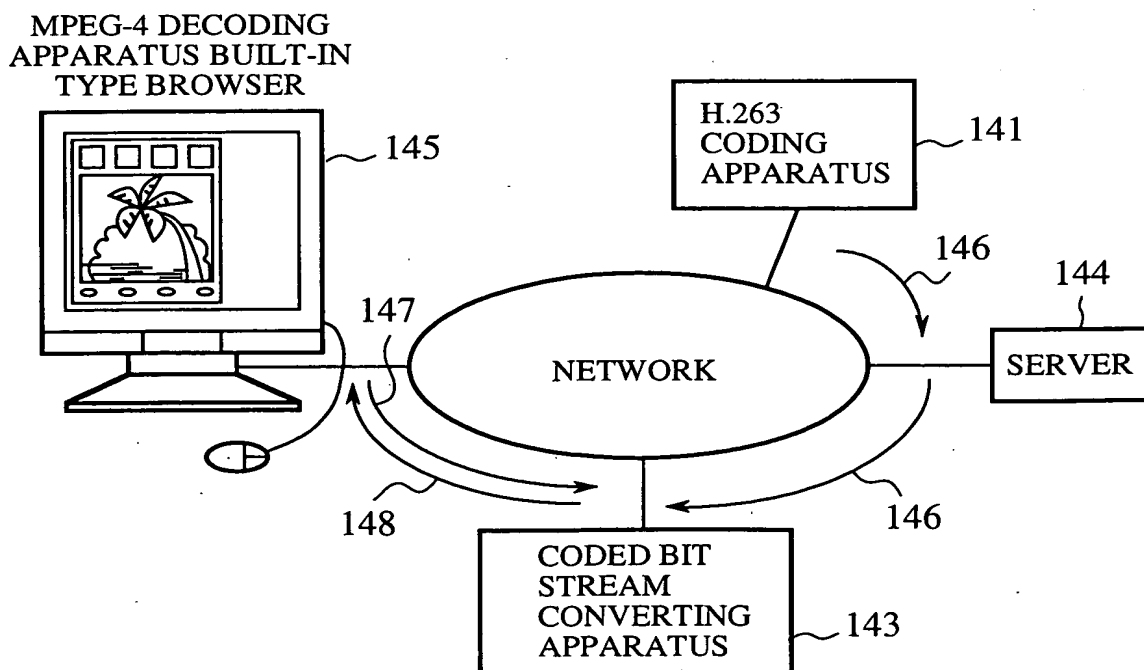 MPEG-4 DECODING
APPARATUS BUILT-IN
TYPE BROWSER
145
H.263
CODING
APPARATUS
141
146
144
SERVER
147
NETWORK
148
146
CODED BIT
STREAM
CONVERTING
APPARATUS
143